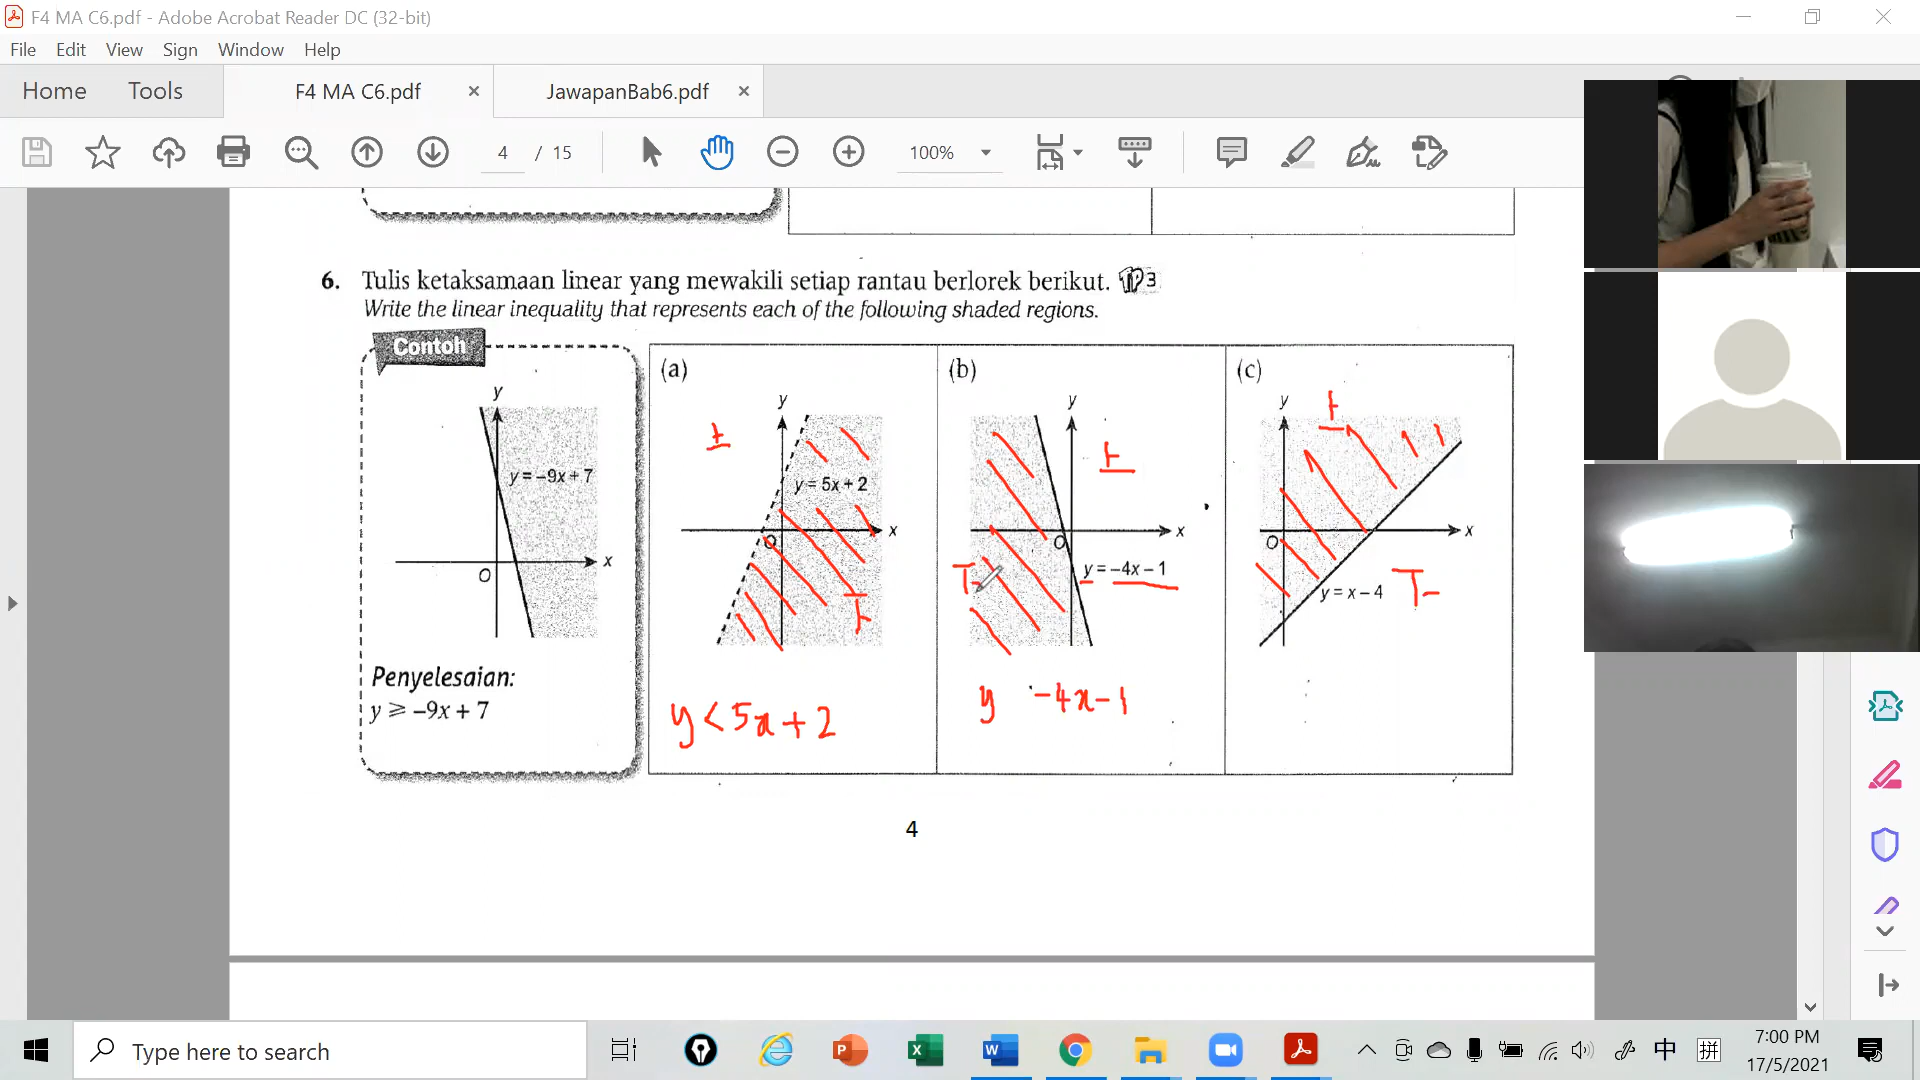 F4 MA C6.pdf - Adobe Acrobat Reader DC (32-bit)
File Edit View Sign Window Help
Home Tools F4 MA C6.pdf × JawapanBab6.pdf ×
4 / 15 100%
6. Tulis ketaksamaan linear yang mewakili setiap rantau berlorek berikut. TP3
Write the linear inequality that represents each of the following shaded regions.
Contoh
y
y = −9x + 7
x
O
Penyelesaian:
y ⩾ −9x + 7
(a)
y
y = 5x + 2
x
O
y < 5x + 2
(b)
y
x
O
y = −4x − 1
y −4x − 1
(c)
y
x
O
y = x − 4
4
Type here to search
中
拼
7:00 PM
17/5/2021